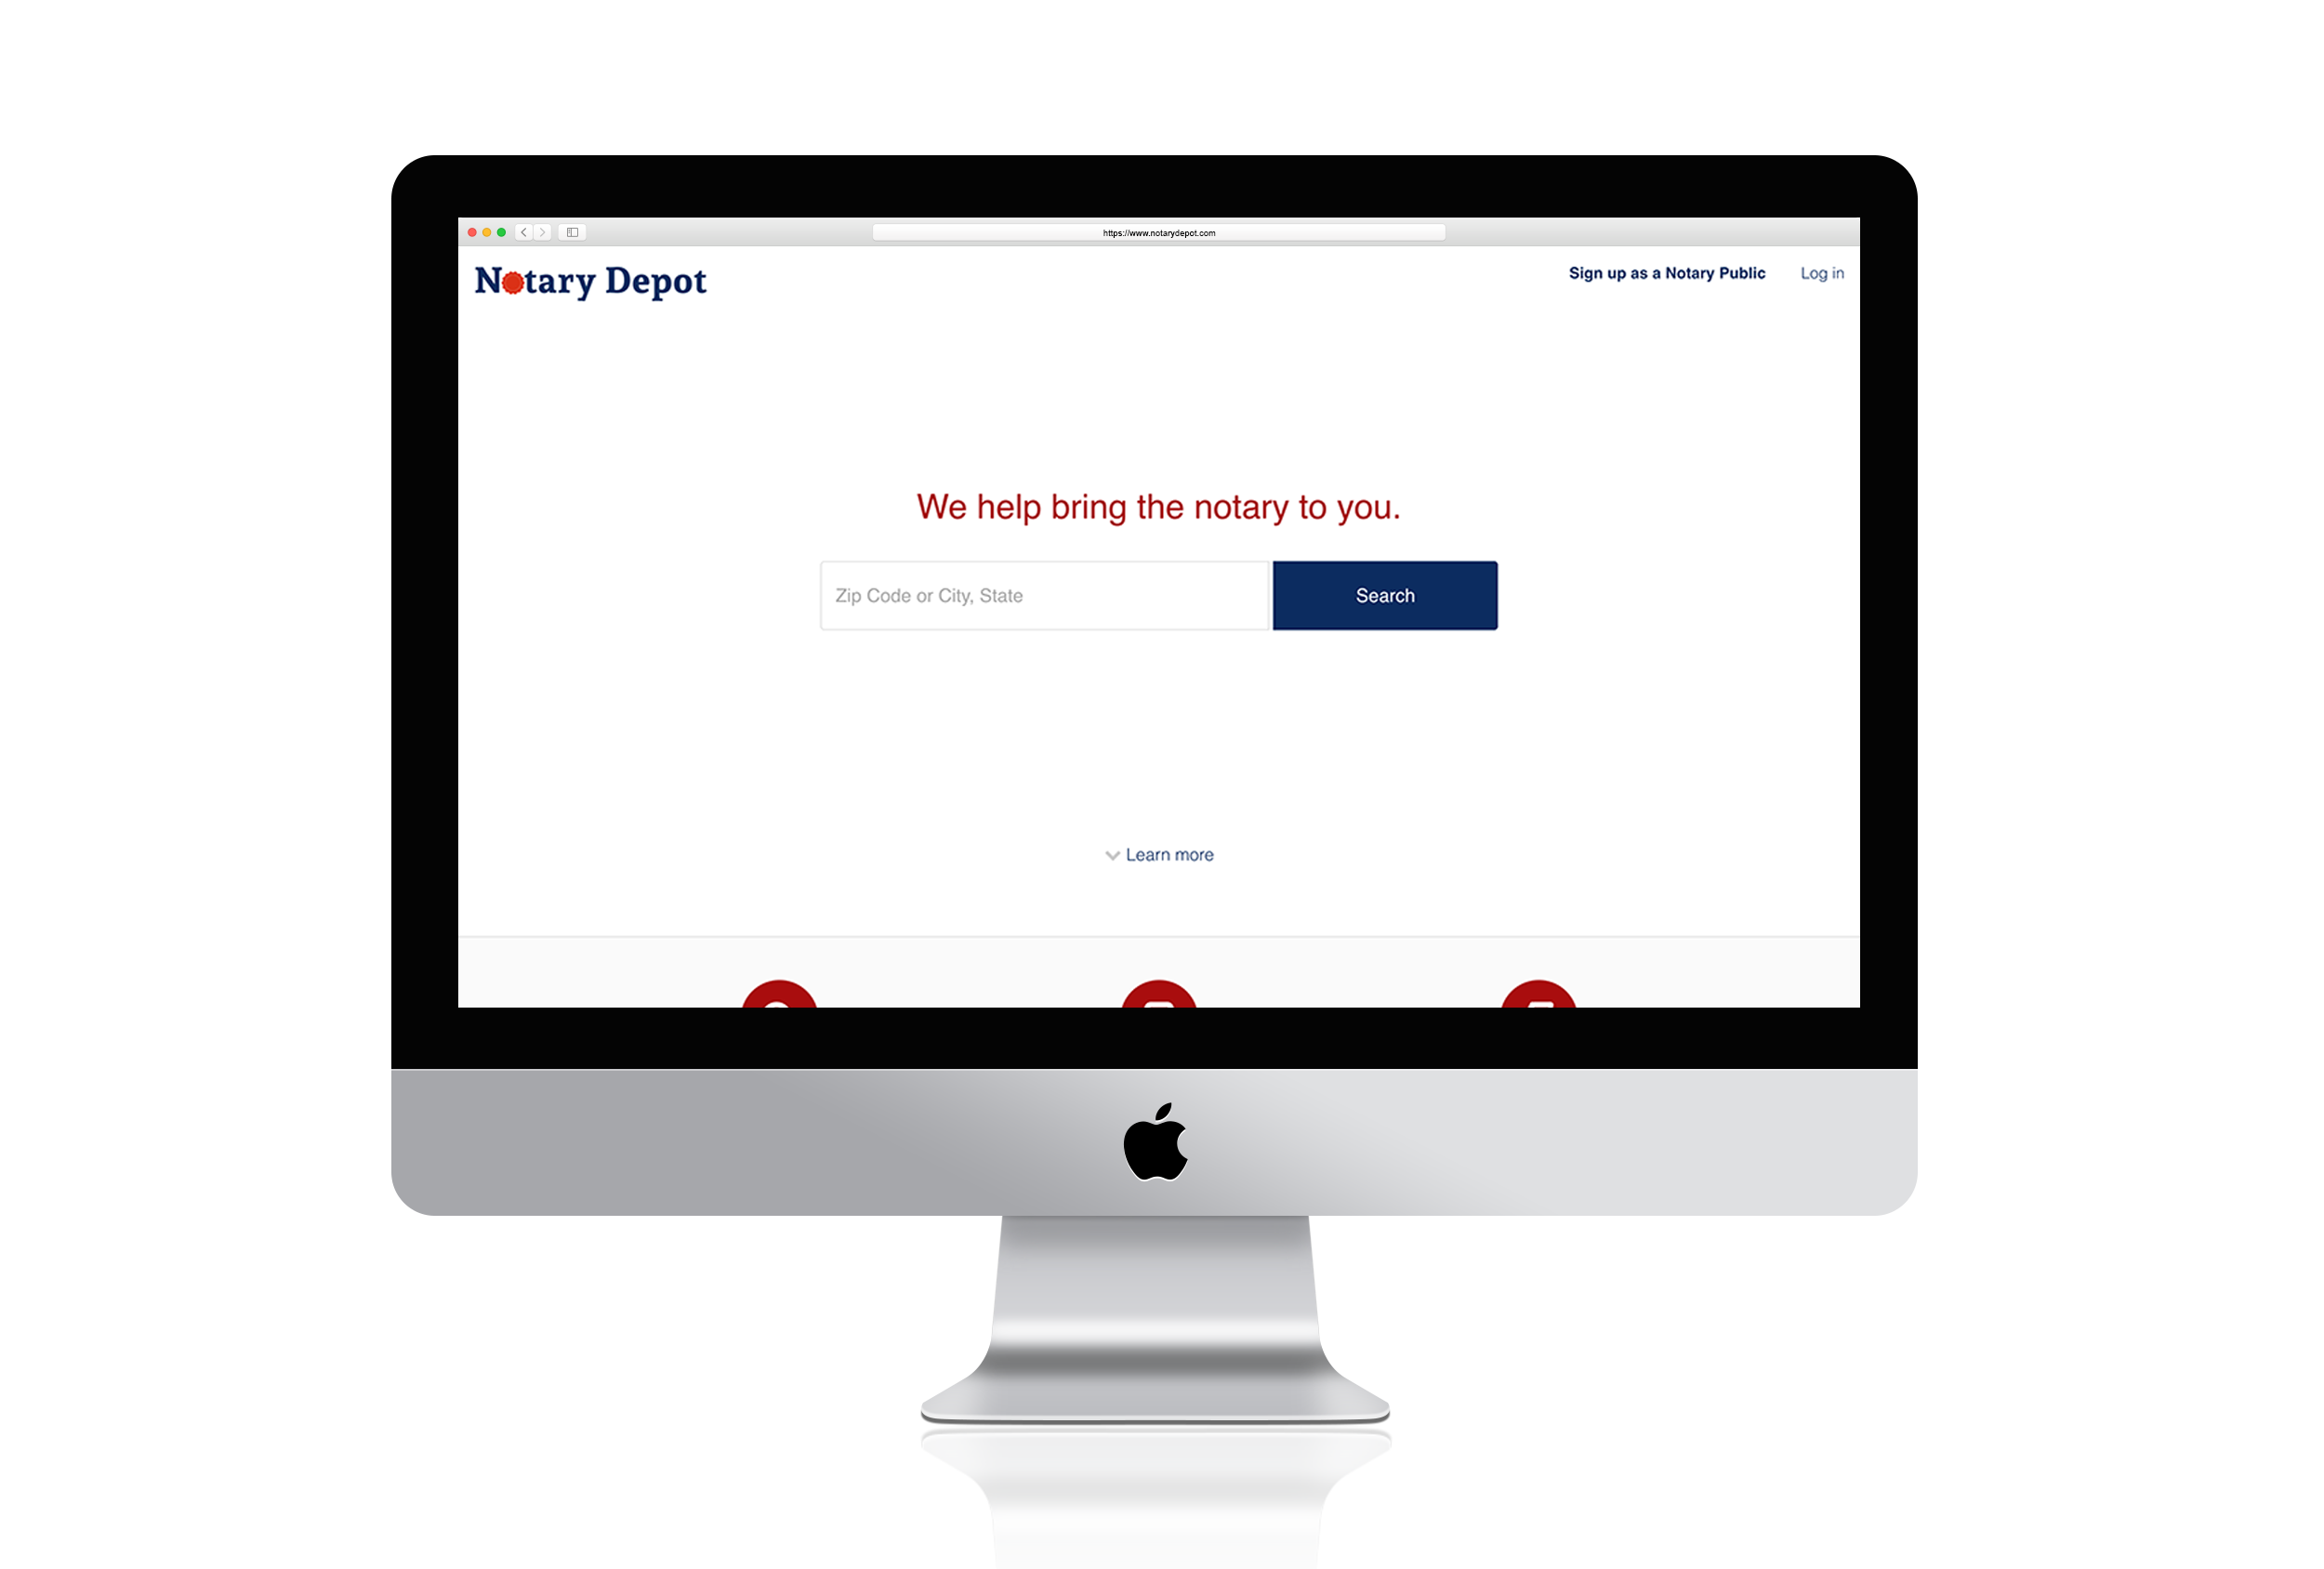 https://www.notarydepot.com
Notary Depot
Sign up as a Notary Public
Log in
We help bring the notary to you.
Zip Code or City, State
Search
Learn more